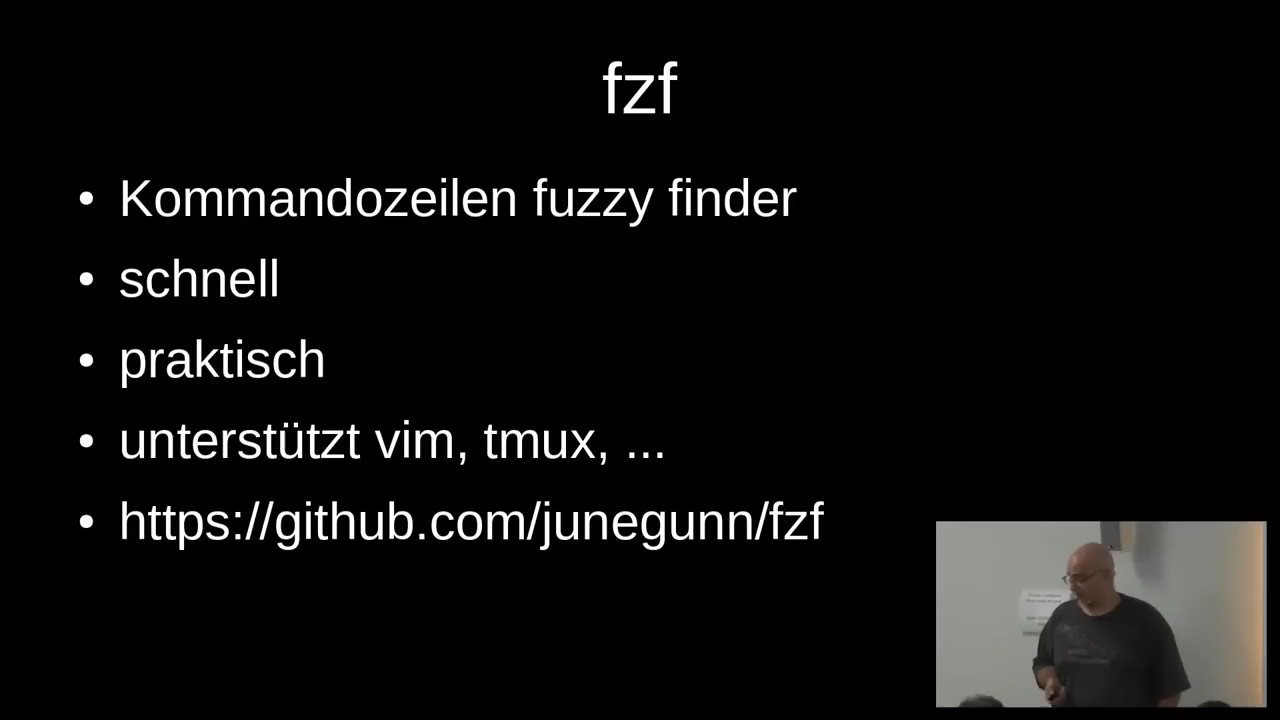 fzf
• Kommandozeilen fuzzy finder
• schnell
• praktisch
• unterstützt vim, tmux, ...
• https://github.com/junegunn/fzf